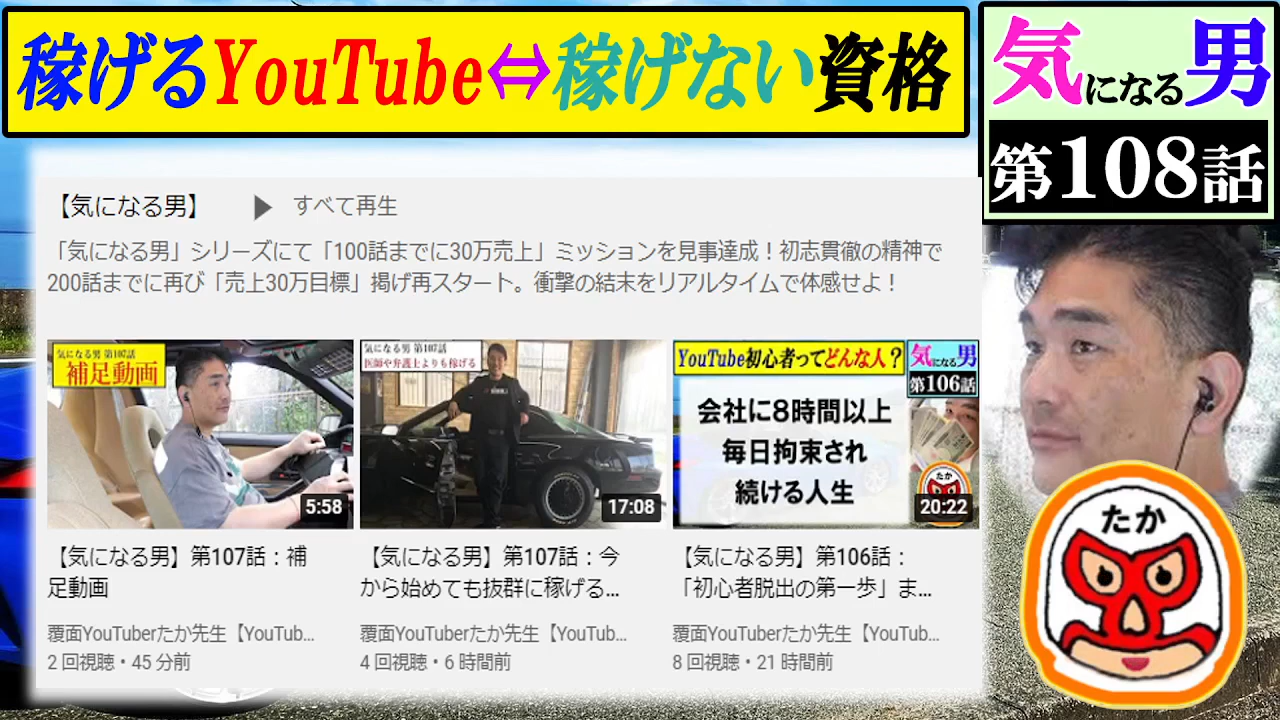 稼げるYouTube⇔稼げない資格
気になる男
第108話
【気になる男】 ▶ すべて再生
「気になる男」シリーズにて「100話までに30万売上」ミッションを見事達成！初志貫徹の精神で
200話までに再び「売上30万目標」掲げ再スタート。衝撃の結末をリアルタイムで体感せよ！
気になる男 第107話
補足動画
5:58
気になる男 第107話
医師や弁護士よりも稼げる
17:08
YouTube初心者ってどんな人？
気になる男
第106話
会社に8時間以上
毎日拘束され
続ける人生
たか
20:22
【気になる男】第107話：補
足動画
覆面YouTuberたか先生【YouTub...
2 回視聴・45 分前
【気になる男】第107話：今
から始めても抜群に稼げる...
覆面YouTuberたか先生【YouTub...
4 回視聴・6 時間前
【気になる男】第106話：
「初心者脱出の第一歩」ま...
覆面YouTuberたか先生【YouTub...
8 回視聴・21 時間前
たか